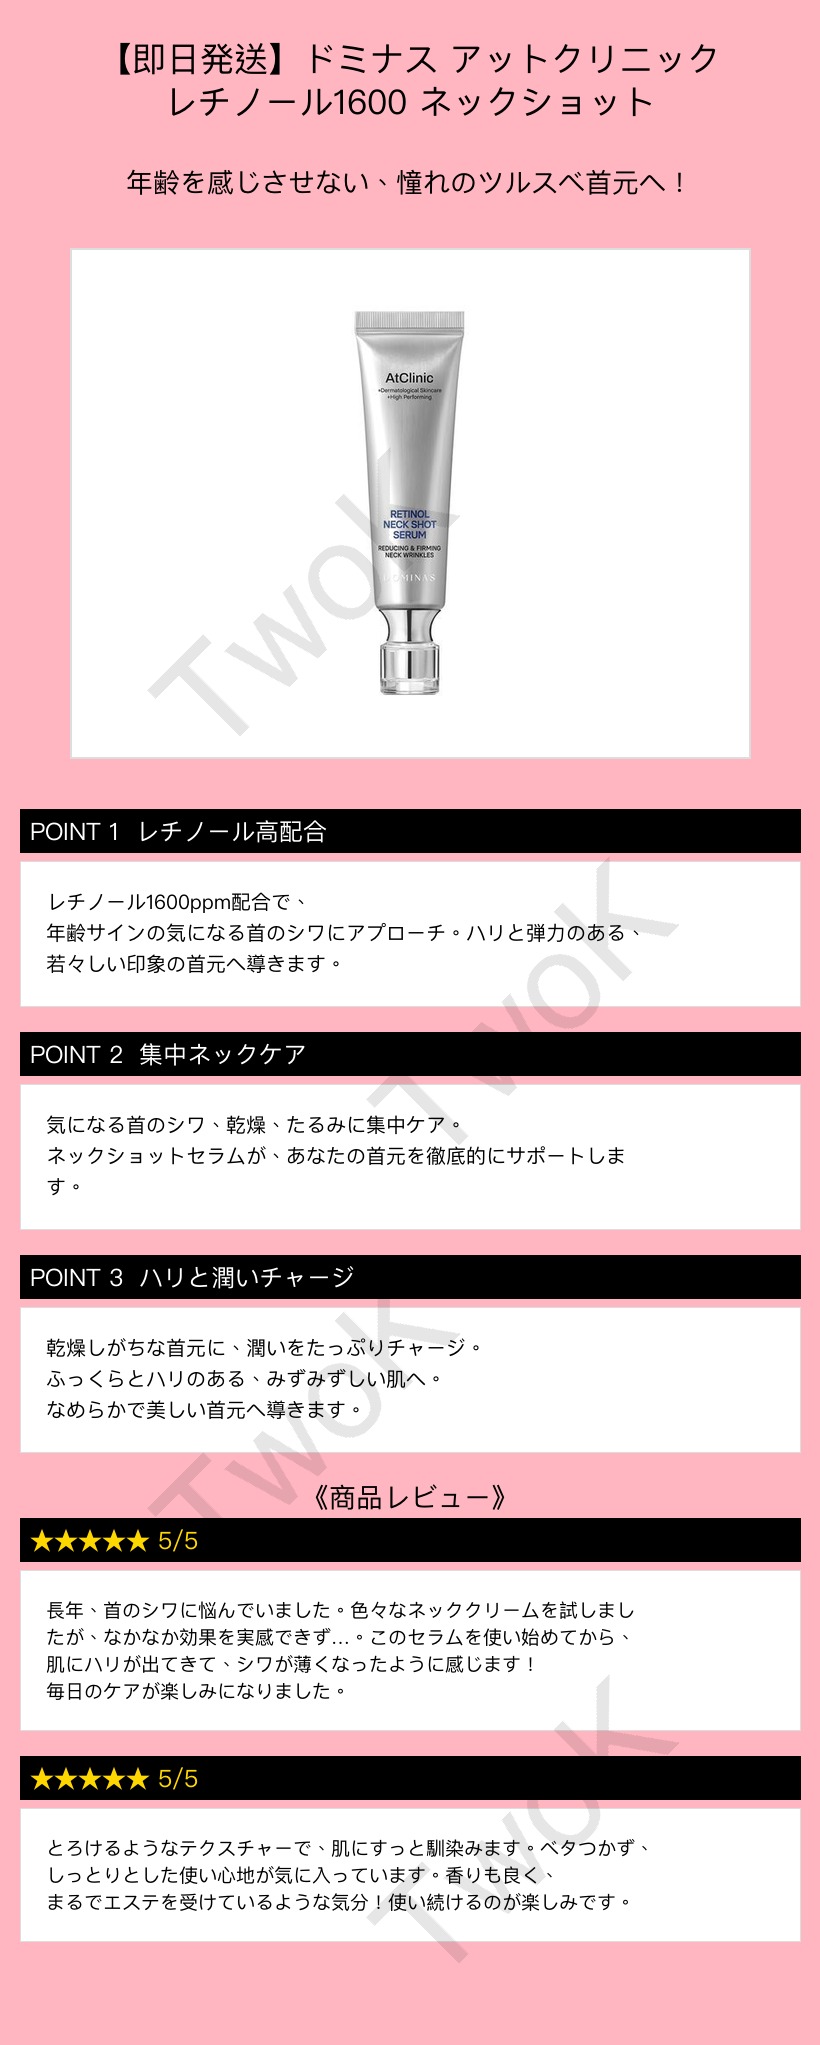 【即日発送】ドミナス アットクリニック
レチノール1600 ネックショット
年齢を感じさせない、憧れのツルスベ首元へ！
AtClinic
+Dermatological Skincare
+High Performing
RETINOL
NECK SHOT
SERUM
REDUCING & FIRMING
NECK WRINKLES
DOMINAS
TwoK
POINT 1 レチノール高配合
レチノール1600ppm配合で、
年齢サインの気になる首のシワにアプローチ。ハリと弾力のある、
若々しい印象の首元へ導きます。
TwoK
POINT 2 集中ネックケア
気になる首のシワ、乾燥、たるみに集中ケア。
ネックショットセラムが、あなたの首元を徹底的にサポートしま
す。
POINT 3 ハリと潤いチャージ
乾燥しがちな首元に、潤いをたっぷりチャージ。
ふっくらとハリのある、みずみずしい肌へ。
なめらかで美しい首元へ導きます。
TwoK
《商品レビュー》
★★★★★ 5/5
長年、首のシワに悩んでいました。色々なネッククリームを試しまし
たが、なかなか効果を実感できず…。このセラムを使い始めてから、
肌にハリが出てきて、シワが薄くなったように感じます！
毎日のケアが楽しみになりました。
★★★★★ 5/5
とろけるようなテクスチャーで、肌にすっと馴染みます。ベタつかず、
しっとりとした使い心地が気に入っています。香りも良く、
まるでエステを受けているような気分！使い続けるのが楽しみです。
TwoK